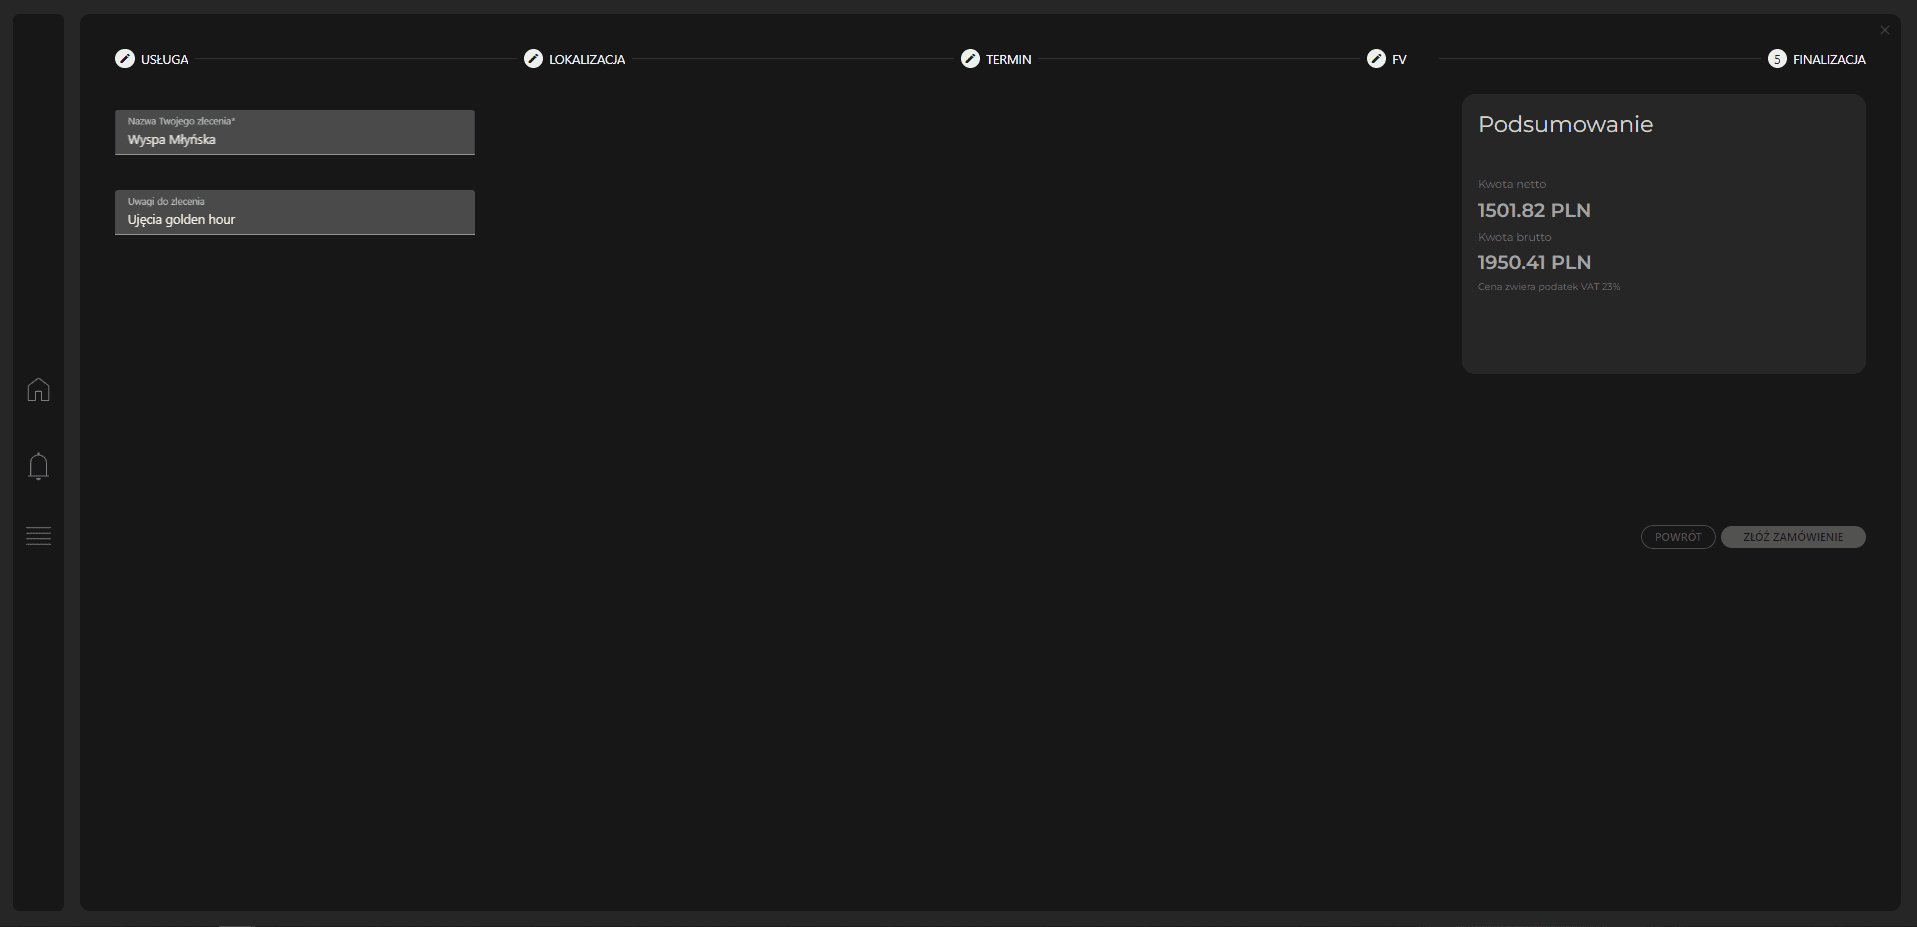 USŁUGA
LOKALIZACJA
TERMIN
FV
5 FINALIZACJA
Nazwa Twojego zlecenia*
Wyspa Młyńska
Uwagi do zlecenia
Ujęcia golden hour
Podsumowanie
Kwota netto
1501.82 PLN
Kwota brutto
1950.41 PLN
Cena zwiera podatek VAT 23%
POWRÓT
ZŁÓŻ ZAMÓWIENIE